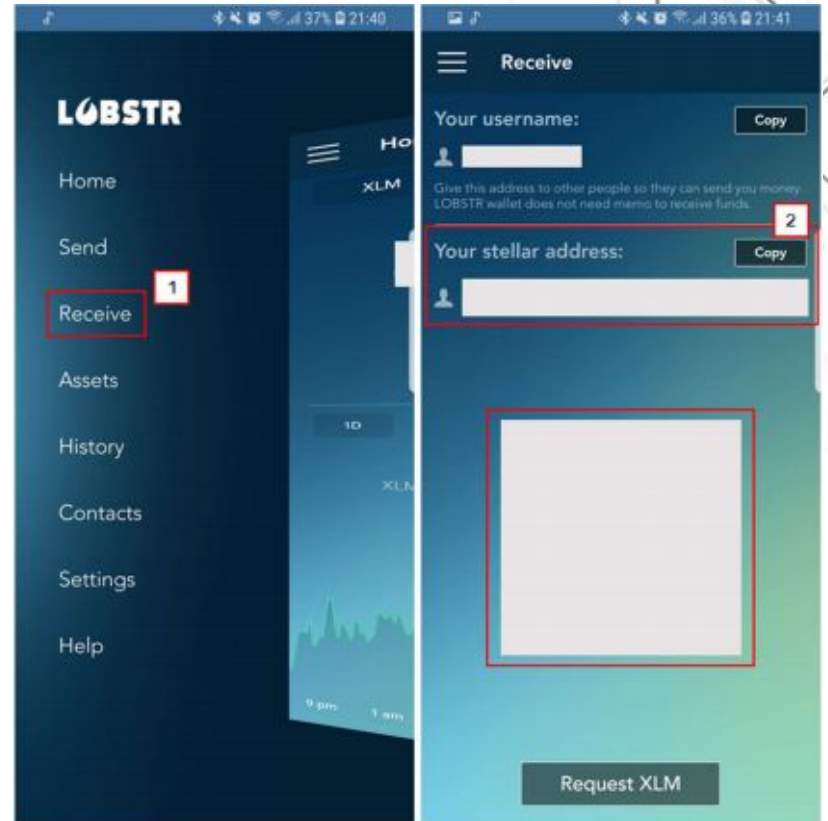 37% 21:40
LOBSTR
Home
Send
Receive
1
Assets
History
Contacts
Settings
Help
Ho
XLM
1D
XLM
9 pm 1 am
36% 21:41
Receive
Your username:
Copy
Give this address to other people so they can send you money.
LOBSTR wallet does not need memo to receive funds.
2
Your stellar address:
Copy
Request XLM